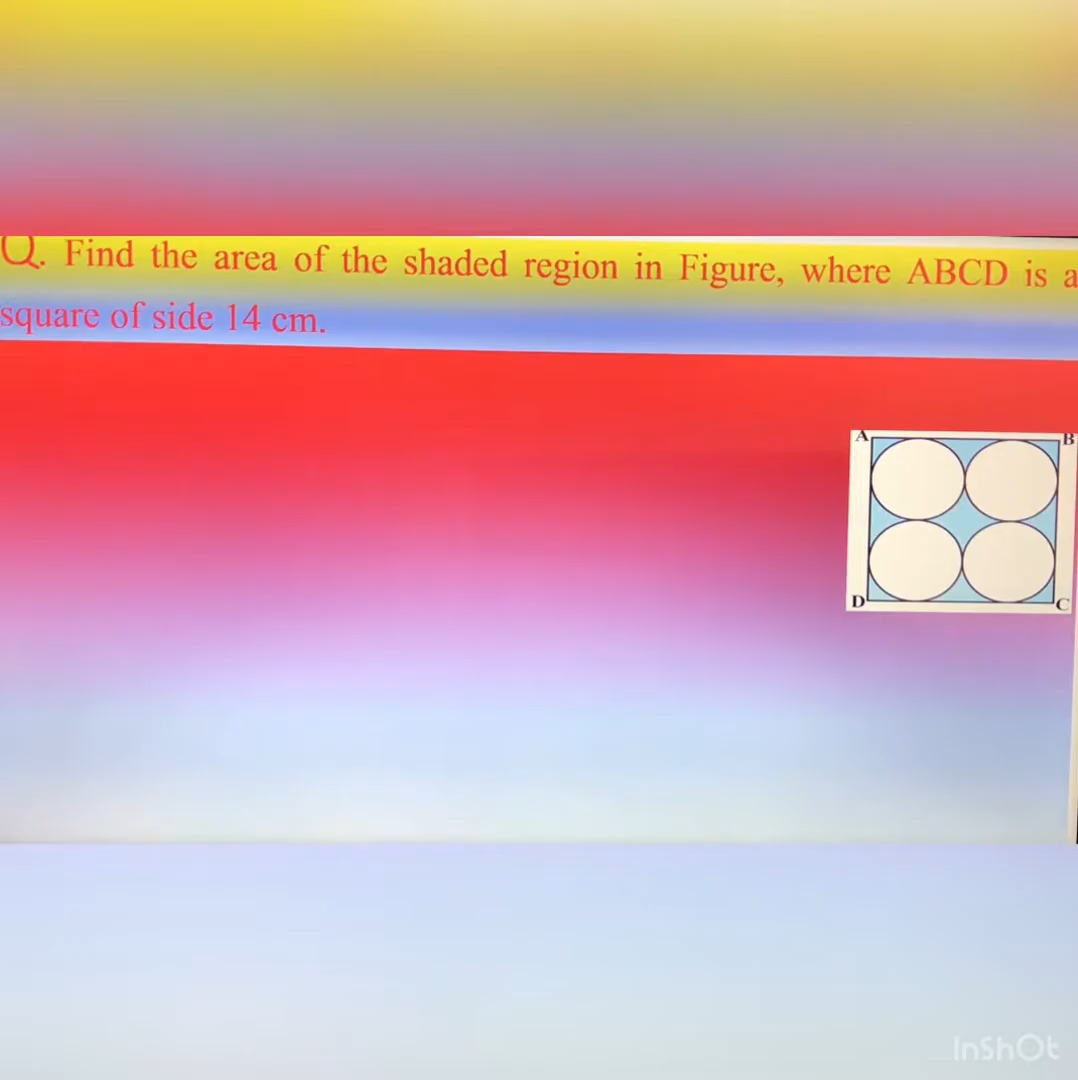 Q. Find the area of the shaded region in Figure, where ABCD is a
square of side 14 cm.
A
B
D
C
InShOt